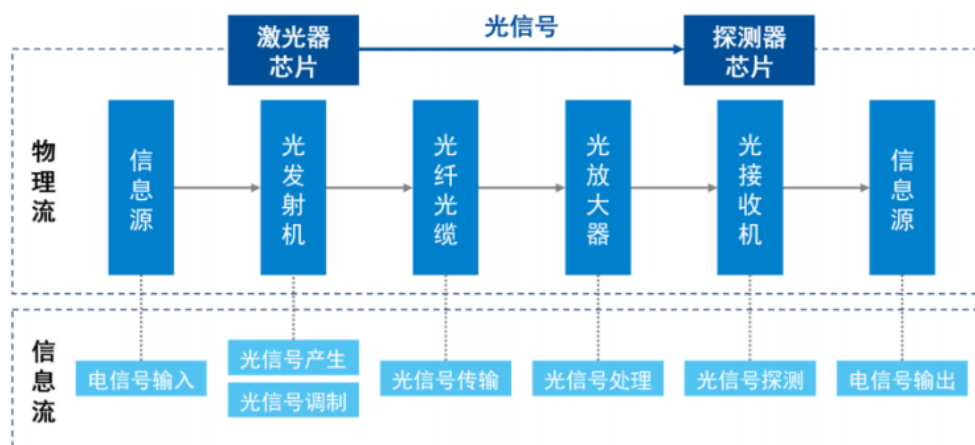 激光器
芯片
光信号
探测器
芯片
物理流
信息源
光发射机
光纤光缆
光放大器
光接收机
信息源
信息流
电信号输入
光信号产生
光信号调制
光信号传输
光信号处理
光信号探测
电信号输出